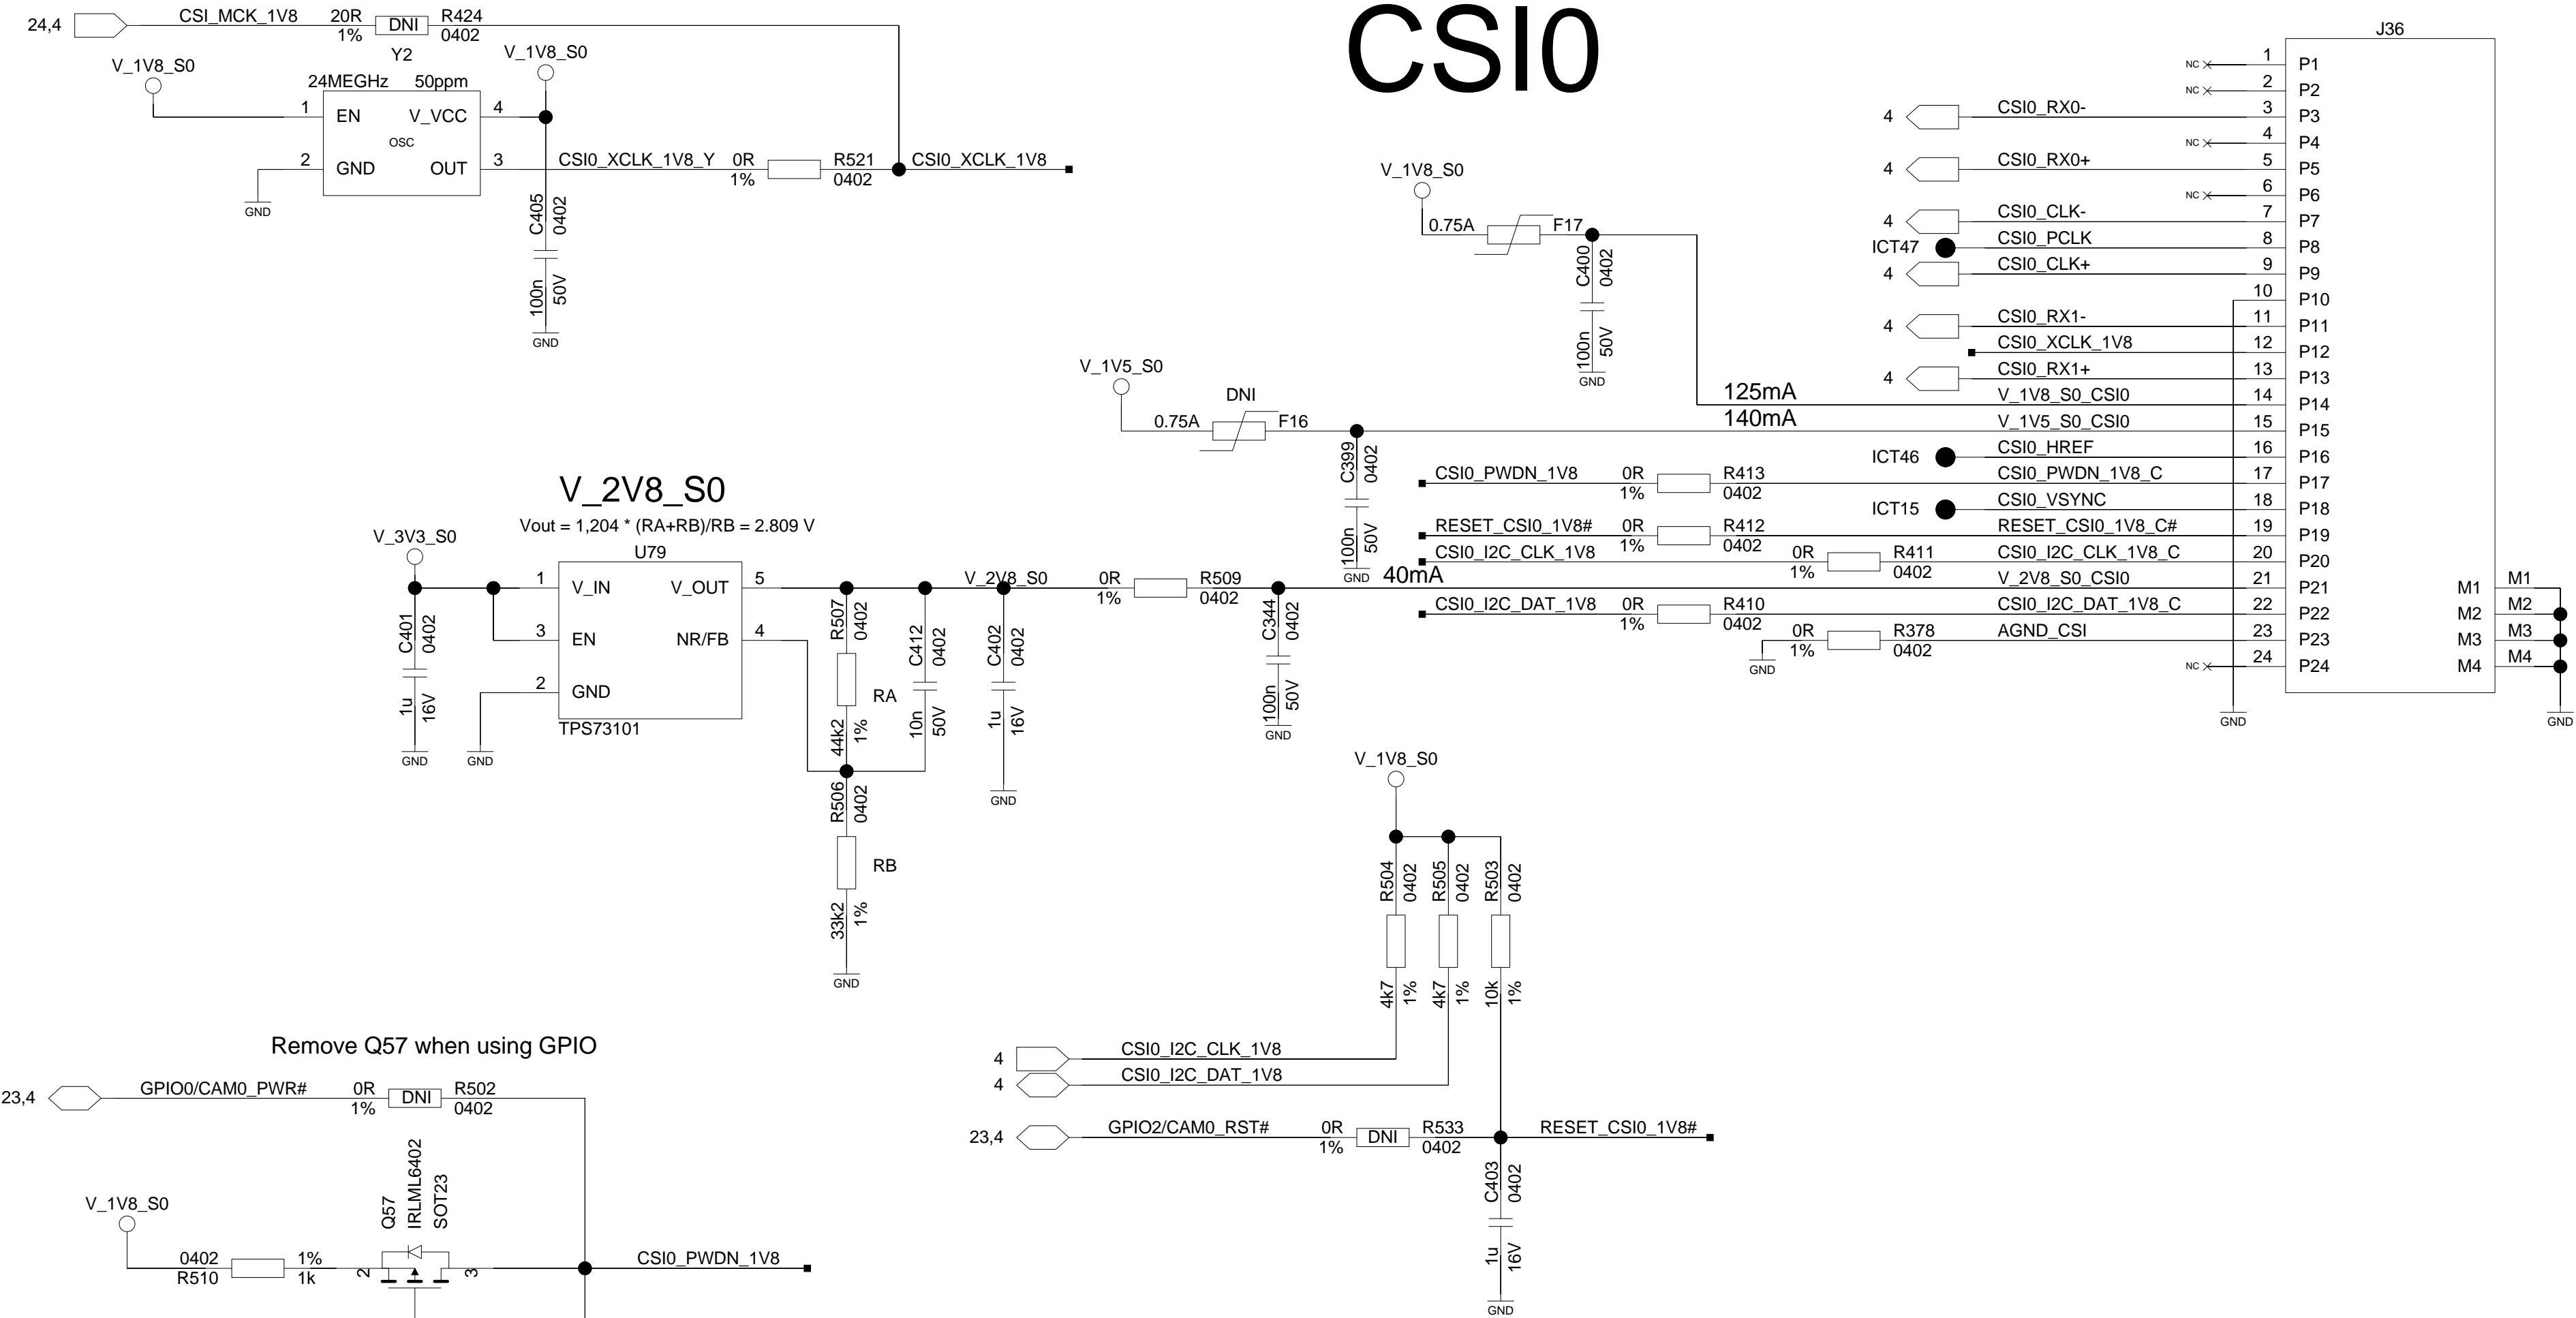 CSI0
24,4
CSI_MCK_1V8
20R
1%
DNI
R424
0402
Y2
V_1V8_S0
V_1V8_S0
24MEGHz
50ppm
1
EN
V_VCC
4
OSC
2
GND
OUT
3
CSI0_XCLK_1V8_Y
0R
1%
R521
0402
CSI0_XCLK_1V8
GND
C405
0402
100n
50V
GND
V_1V8_S0
0.75A
F17
C400
0402
100n
50V
GND
V_1V5_S0
DNI
0.75A
F16
C399
0402
100n
50V
GND
125mA
140mA
J36
NC
1
P1
NC
2
P2
4
CSI0_RX0-
3
P3
NC
4
P4
4
CSI0_RX0+
5
P5
NC
6
P6
4
CSI0_CLK-
7
P7
ICT47
CSI0_PCLK
8
P8
4
CSI0_CLK+
9
P9
10
P10
4
CSI0_RX1-
11
P11
CSI0_XCLK_1V8
12
P12
4
CSI0_RX1+
13
P13
V_1V8_S0_CSI0
14
P14
V_1V5_S0_CSI0
15
P15
ICT46
CSI0_HREF
16
P16
CSI0_PWDN_1V8
0R
1%
R413
0402
CSI0_PWDN_1V8_C
17
P17
ICT15
CSI0_VSYNC
18
P18
RESET_CSI0_1V8#
0R
1%
R412
0402
RESET_CSI0_1V8_C#
19
P19
CSI0_I2C_CLK_1V8
0R
1%
R411
0402
CSI0_I2C_CLK_1V8_C
20
P20
40mA
V_2V8_S0_CSI0
21
P21
CSI0_I2C_DAT_1V8
0R
1%
R410
0402
CSI0_I2C_DAT_1V8_C
22
P22
GND
0R
1%
R378
0402
AGND_CSI
23
P23
NC
24
P24
M1
M1
M2
M2
M3
M3
M4
M4
GND
GND
V_2V8_S0
Vout = 1,204 * (RA+RB)/RB = 2.809 V
V_3V3_S0
U79
1
V_IN
V_OUT
5
3
EN
NR/FB
4
2
GND
TPS73101
C401
0402
1u
16V
GND
GND
R507
0402
44k2
1%
RA
C412
0402
10n
50V
V_2V8_S0
C402
0402
1u
16V
GND
0R
1%
R509
0402
C344
0402
100n
50V
GND
R506
0402
33k2
1%
RB
GND
V_1V8_S0
R504
0402
4k7
1%
R505
0402
4k7
1%
R503
0402
10k
1%
4
CSI0_I2C_CLK_1V8
4
CSI0_I2C_DAT_1V8
23,4
GPIO2/CAM0_RST#
0R
1%
DNI
R533
0402
RESET_CSI0_1V8#
C403
0402
1u
16V
GND
Remove Q57 when using GPIO
23,4
GPIO0/CAM0_PWR#
0R
1%
DNI
R502
0402
V_1V8_S0
Q57
IRLML6402
SOT23
0402
R510
1%
1k
2
3
CSI0_PWDN_1V8